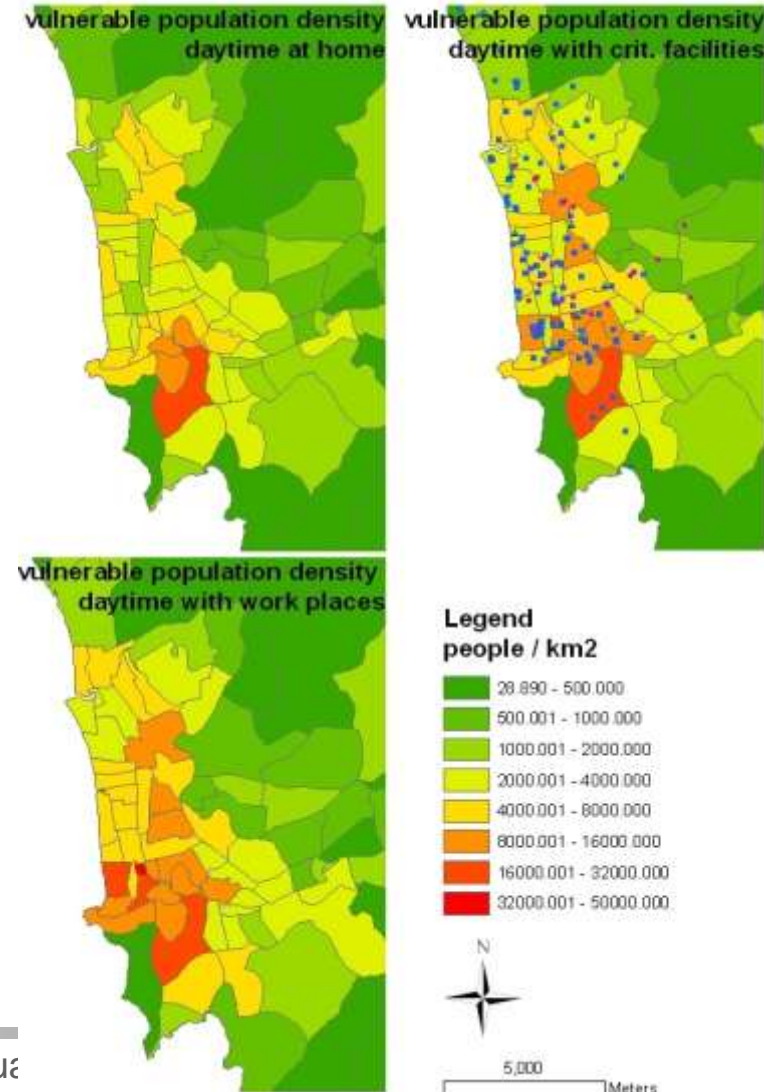 vulnerable population density
daytime at home
vulnerable population density
daytime with crit. facilities
vulnerable population density
daytime with work places
Legend
people / km2
28.890 - 500.000
500.001 - 1000.000
1000.001 - 2000.000
2000.001 - 4000.000
4000.001 - 8000.000
8000.001 - 16000.000
16000.001 - 32000.000
32000.001 - 50000.000
N
5,000
Meters